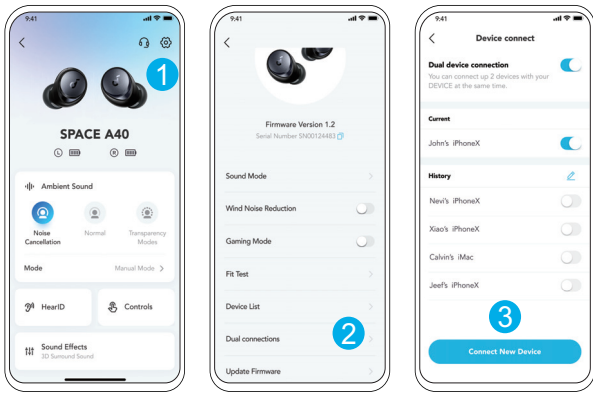 9:41
1
SPACE A40
L R
Ambient Sound
Noise Cancellation
Normal
Transparency Modes
Mode Manual Mode
HearID
Controls
Sound Effects
3D Surround Sound
9:41
Firmware Version 1.2
Serial Number SN00124483
Sound Mode
Wind Noise Reduction
Gaming Mode
Fit Test
Device List
Dual connections
2
Update Firmware
9:41
Device connect
Dual device connection
You can connect up 2 devices with your
DEVICE at the same time.
Current
John's iPhoneX
History
Nevi's iPhoneX
Xiao's iPhoneX
Calvin's iMac
Jeef's iPhoneX
3
Connect New Device